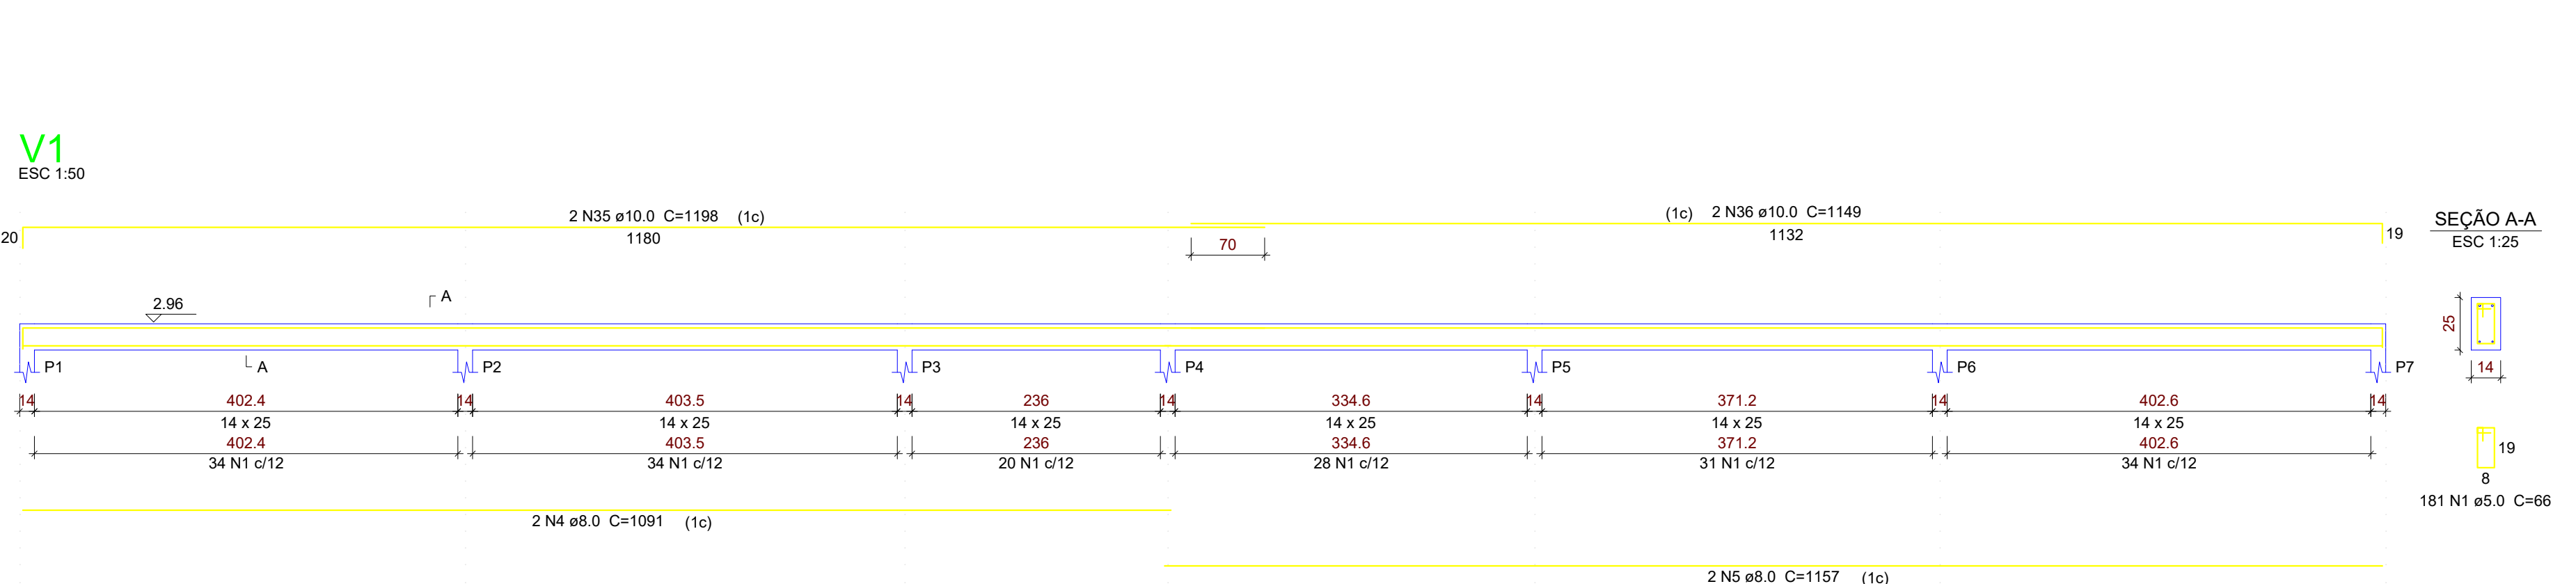 V1
ESC 1:50
2 N35 ø10.0 C=1198 (1c)
20
1180
(1c) 2 N36 ø10.0 C=1149
1132
19
70
SEÇÃO A-A
ESC 1:25
2.96
A
A
P1
P2
P3
P4
P5
P6
P7
25
14
14 402.4 14 403.5 14 236 14 334.6 14 371.2 14 402.6 14
14 x 25 14 x 25 14 x 25 14 x 25 14 x 25 14 x 25
402.4 403.5 236 334.6 371.2 402.6
34 N1 c/12 34 N1 c/12 20 N1 c/12 28 N1 c/12 31 N1 c/12 34 N1 c/12
19
8
181 N1 ø5.0 C=66
2 N4 ø8.0 C=1091 (1c)
2 N5 ø8.0 C=1157 (1c)